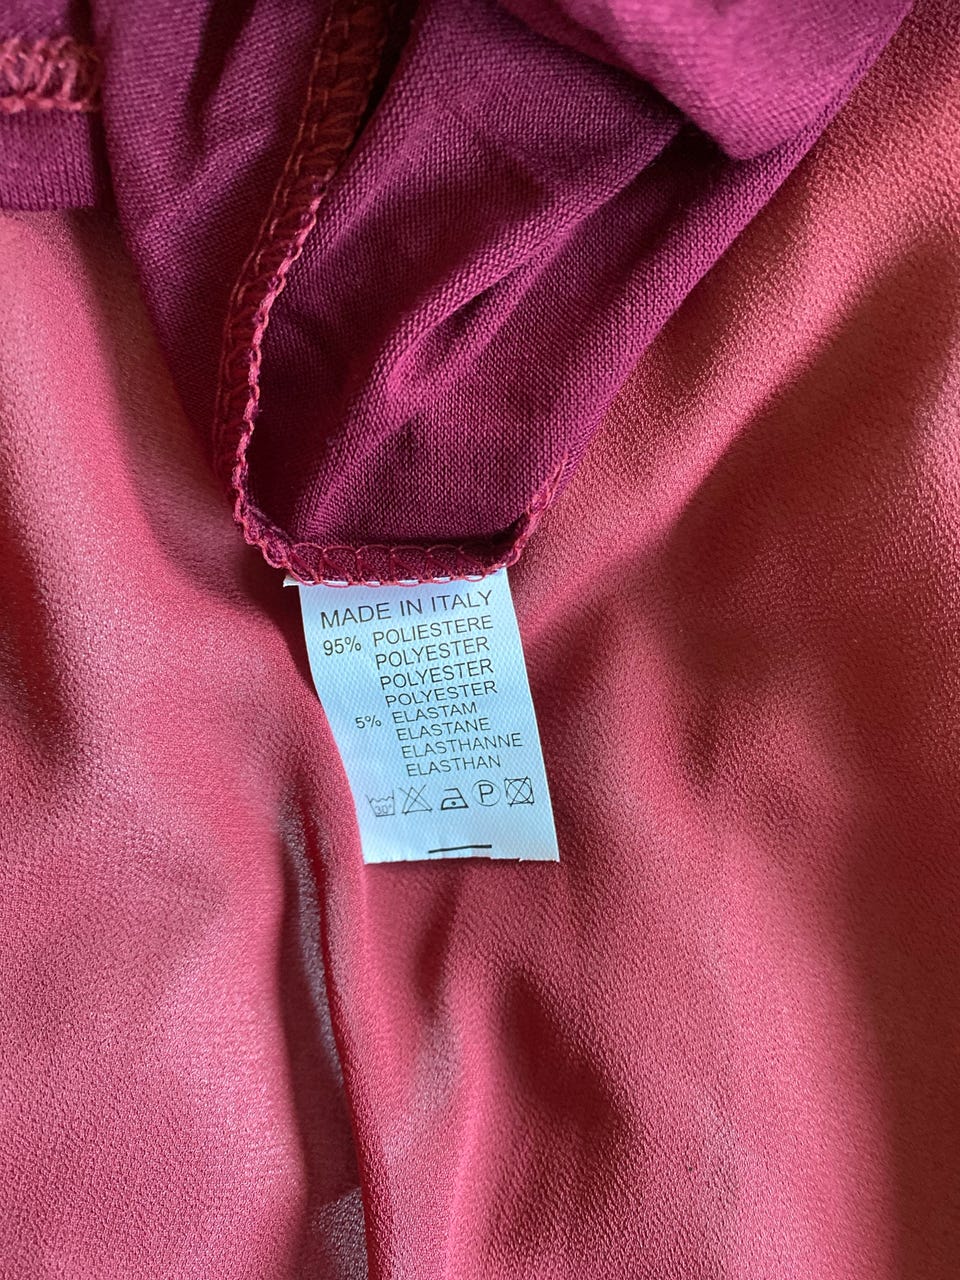 MADE IN ITALY
95% POLIESTERE
POLYESTER
POLYESTER
POLYESTER
5% ELASTAM
ELASTANE
ELASTHANNE
ELASTHAN
30° P